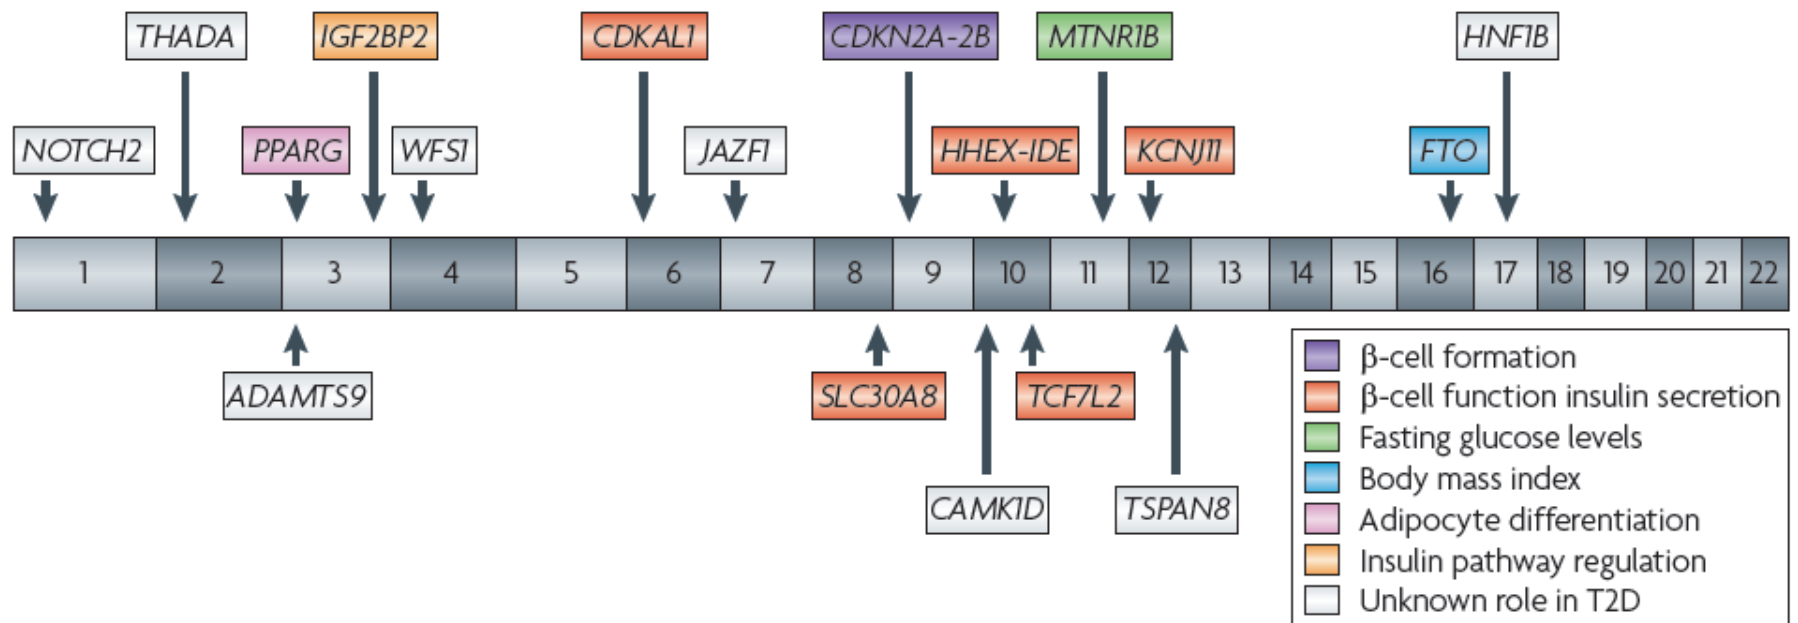 THADA IGF2BP2 CDKAL1 CDKN2A-2B MTNR1B HNF1B
NOTCH2 PPARG WFS1 JAZF1 HHEX-IDE KCNJ11 FTO
1 2 3 4 5 6 7 8 9 10 11 12 13 14 15 16 17 18 19 20 21 22
ADAMTS9 SLC30A8 TCF7L2
CAMK1D TSPAN8
β-cell formation
β-cell function insulin secretion
Fasting glucose levels
Body mass index
Adipocyte differentiation
Insulin pathway regulation
Unknown role in T2D